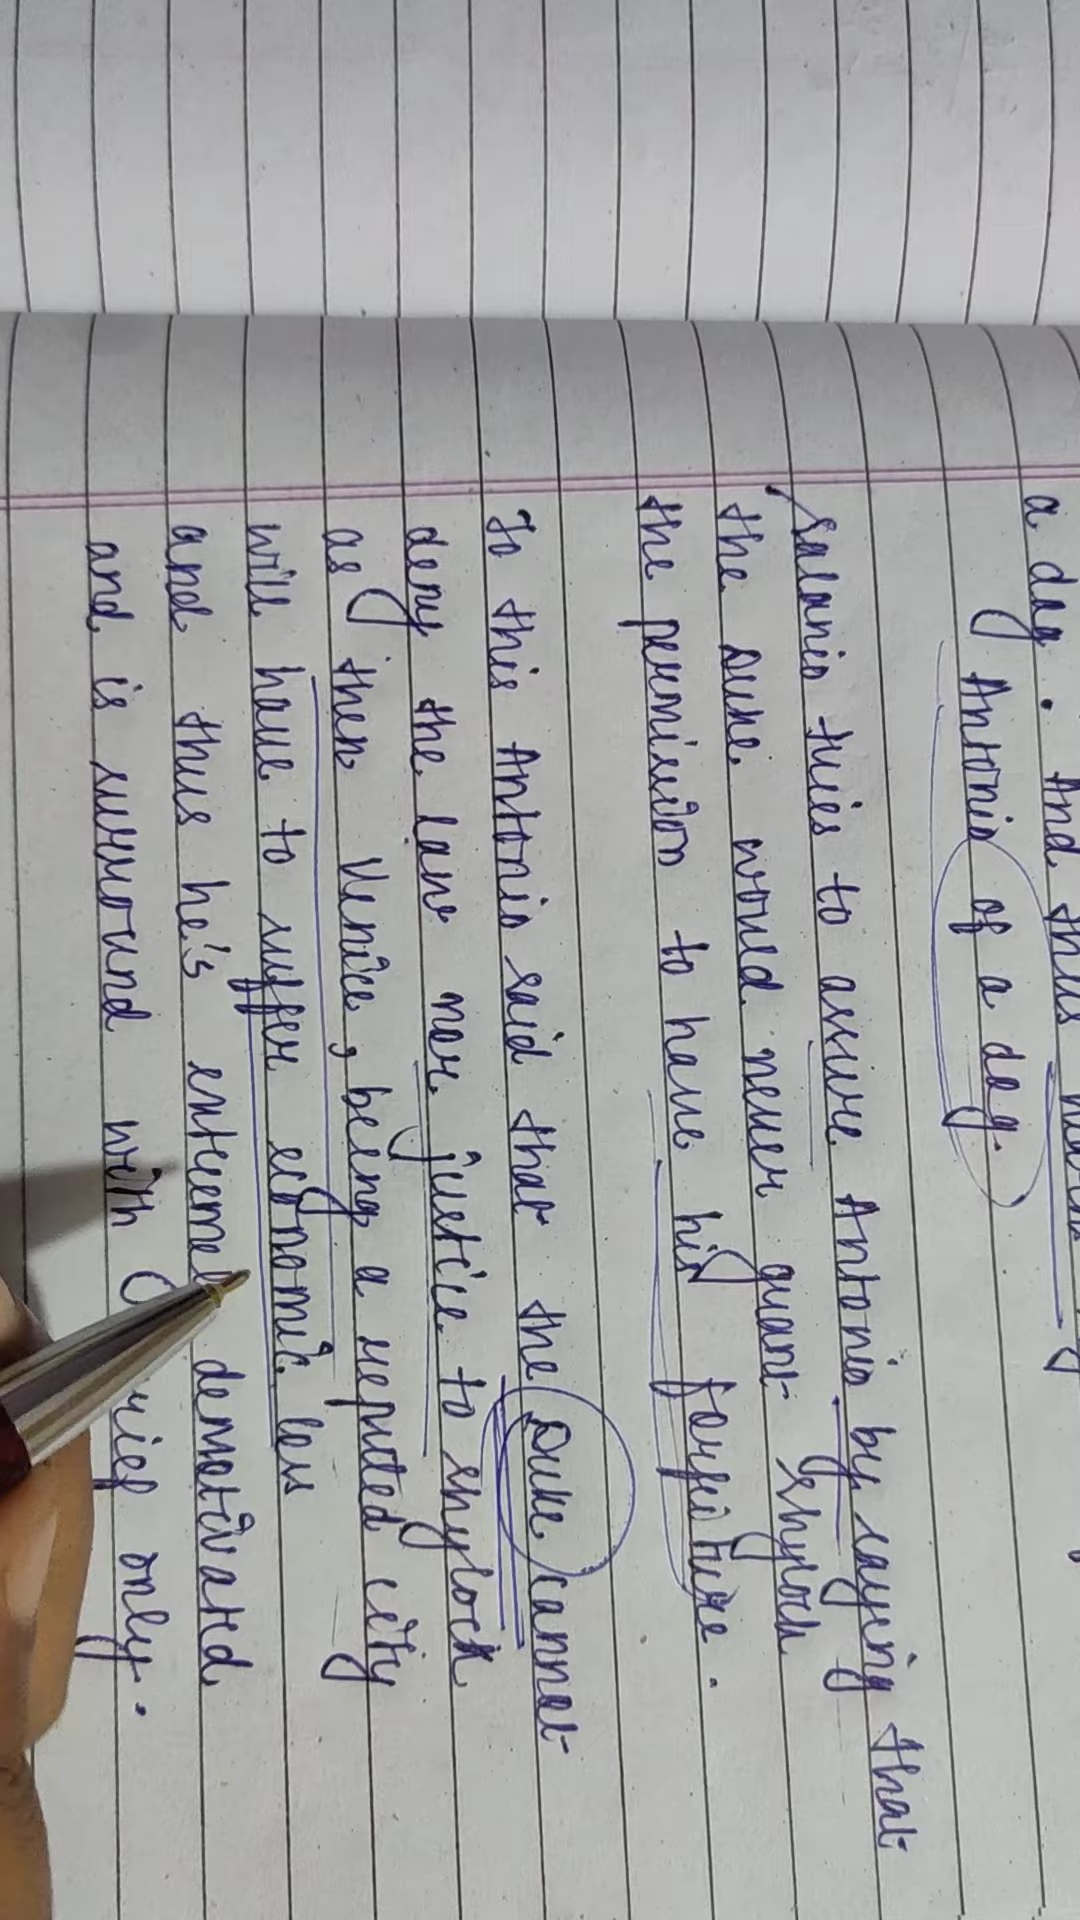 a day. And thus
Antonio of a dog.
Salanio tries to assure Antonio by saying that
the Duke would never grant Shylock
the permission to have his forfeiture.
To this Antonio said that the Duke cannot
deny the law nor justice to Shylock
as then Venice, being a reputed city
will have to suffer economic loss
and thus he's extremely demotivated
and is surround with Grief only.